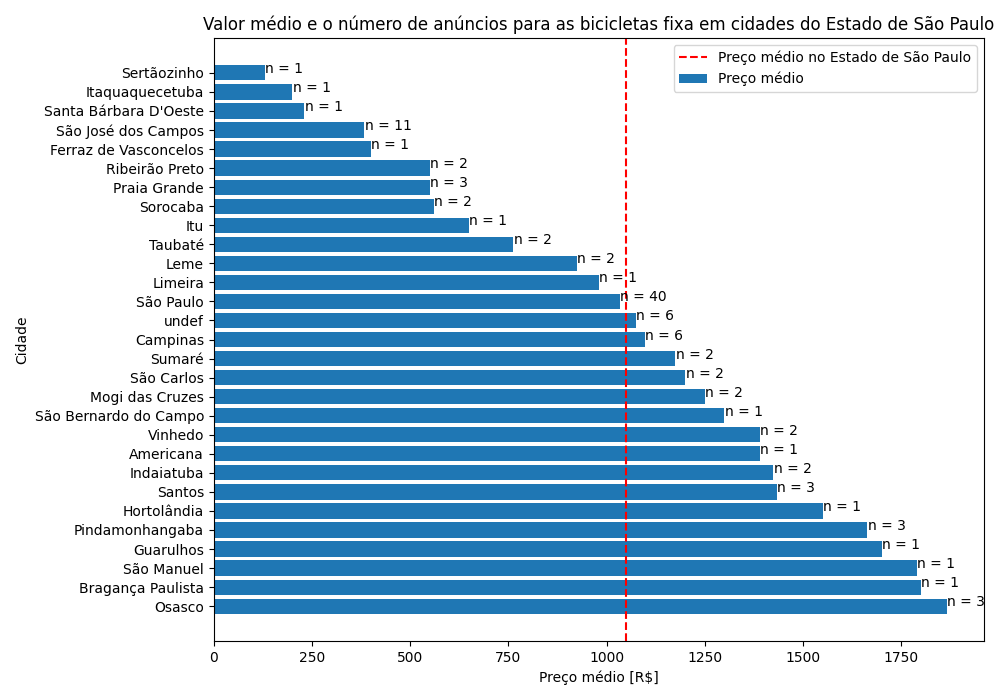 Valor médio e o número de anúncios para as bicicletas fixa em cidades do Estado de São Paulo
Preço médio no Estado de São Paulo
Preço médio
Sertãozinho n = 1
Itaquaquecetuba n = 1
Santa Bárbara D'Oeste n = 1
São José dos Campos n = 11
Ferraz de Vasconcelos n = 1
Ribeirão Preto n = 2
Praia Grande n = 3
Sorocaba n = 2
Itu n = 1
Taubaté n = 2
Leme n = 2
Limeira n = 1
São Paulo n = 40
undef n = 6
Campinas n = 6
Sumaré n = 2
São Carlos n = 2
Mogi das Cruzes n = 2
São Bernardo do Campo n = 1
Vinhedo n = 2
Americana n = 1
Indaiatuba n = 2
Santos n = 3
Hortolândia n = 1
Pindamonhangaba n = 3
Guarulhos n = 1
São Manuel n = 1
Bragança Paulista n = 1
Osasco n = 3
Cidade
0 250 500 750 1000 1250 1500 1750
Preço médio [R$]